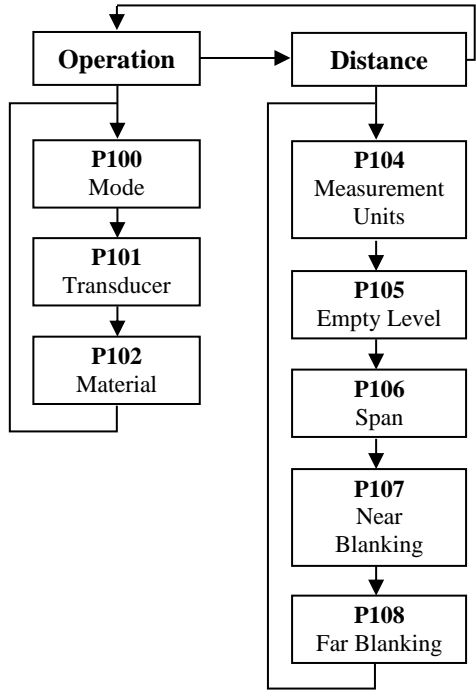 Operation
Distance
P100
Mode
P101
Transducer
P102
Material
P104
Measurement
Units
P105
Empty Level
P106
Span
P107
Near
Blanking
P108
Far Blanking